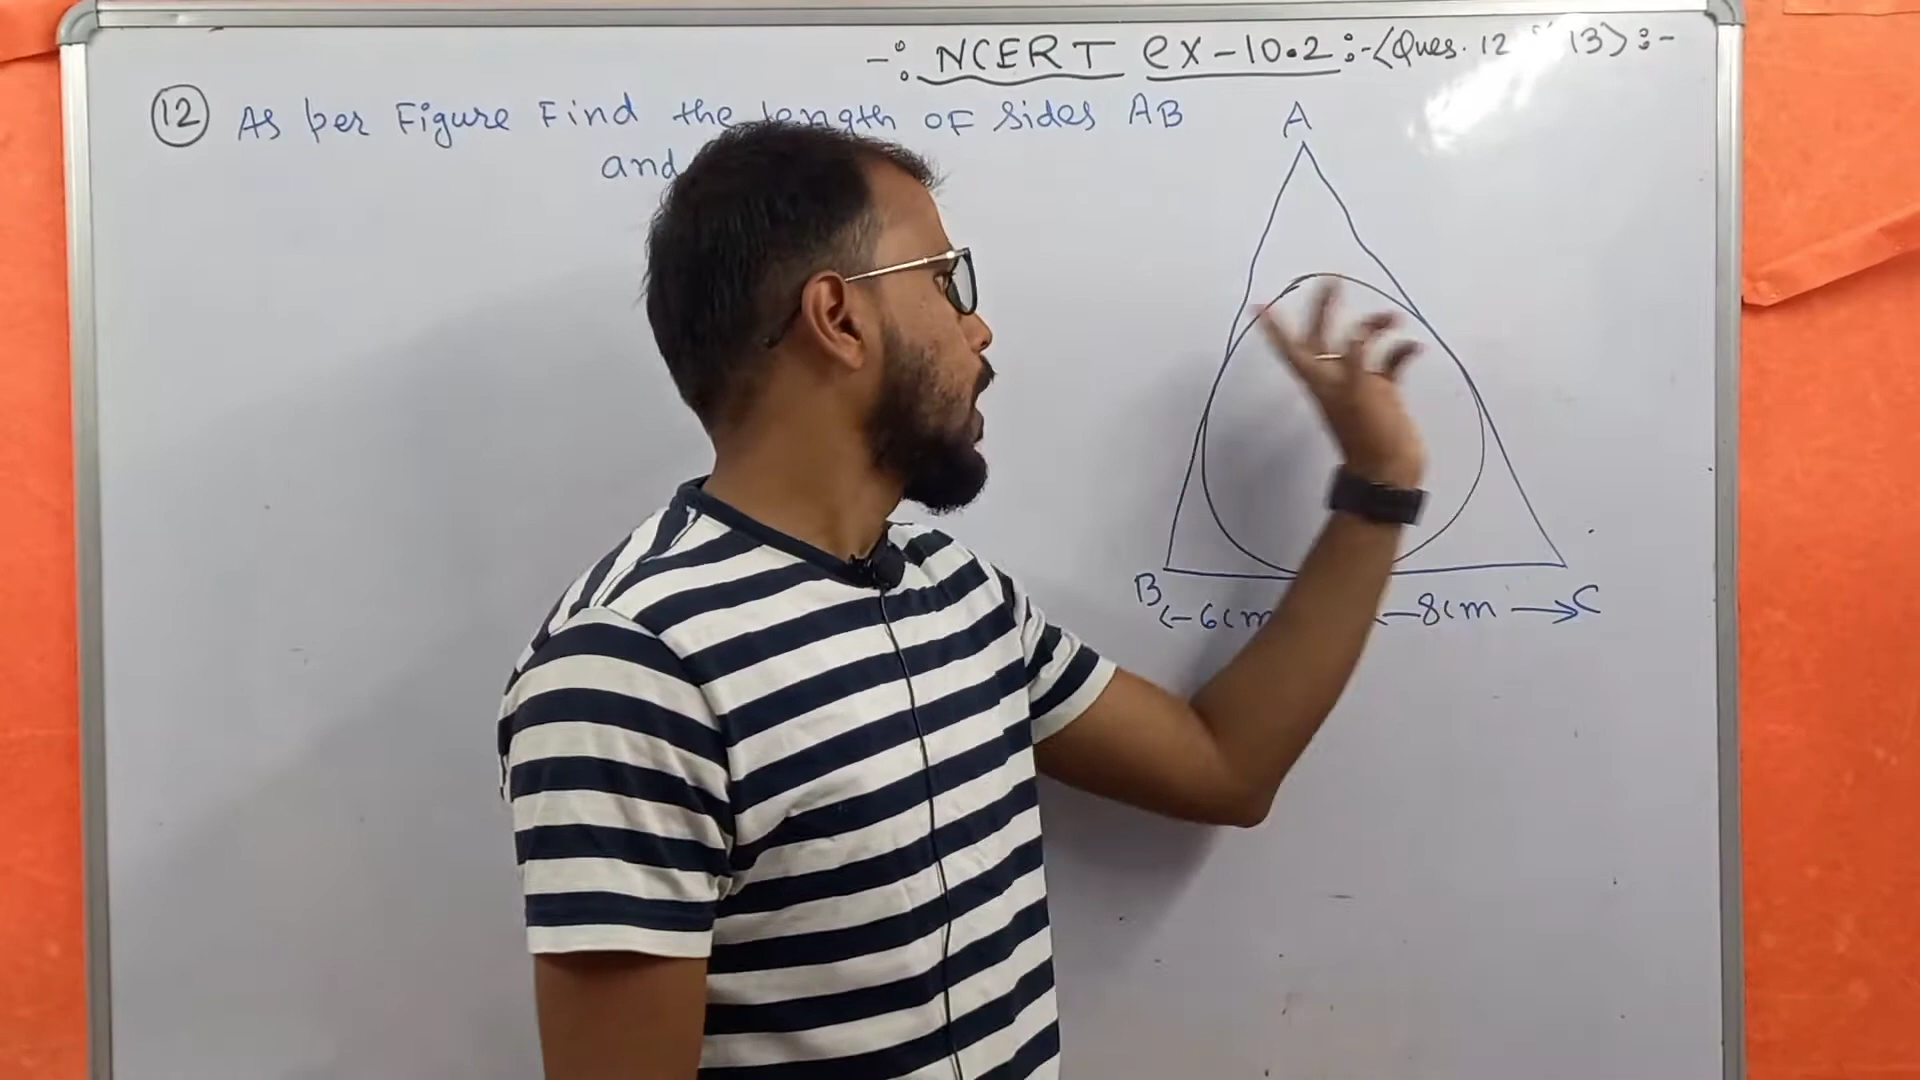 -: NCERT ex-10.2 :-<Ques. 12 & 13>:-
12 As per Figure Find the length OF sides AB
and
A
B
C
<-6cm
-8cm ->